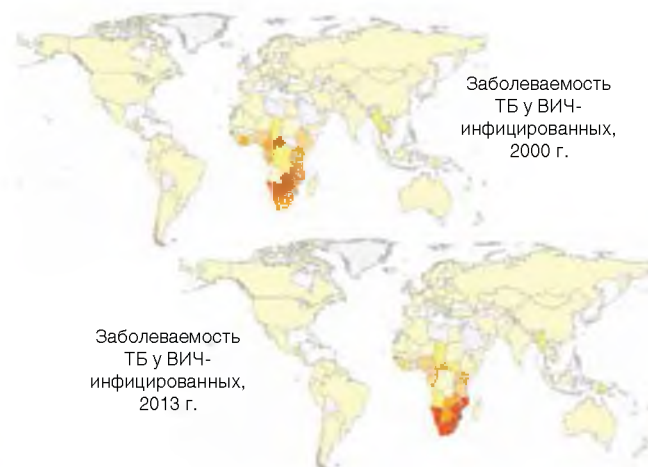 Заболеваемость
ТБ у ВИЧ-
инфицированных,
2000 г.
Заболеваемость
ТБ у ВИЧ-
инфицированных,
2013 г.